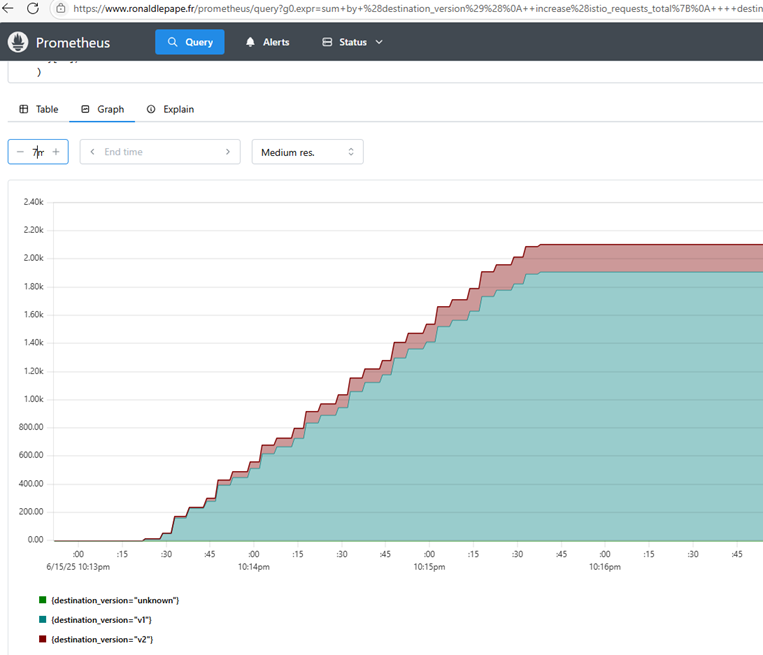 https://www.ronaldlepape.fr/prometheus/query?g0.expr=sum+by+%28destination_version%29%28%0A++increase%28istio_requests_total%7B%0A++++destin
Prometheus Query Alerts Status
)
Table Graph Explain
− 7m + < End time > Medium res.
2.40k
2.20k
2.00k
1.80k
1.60k
1.40k
1.20k
1.00k
800.00
600.00
400.00
200.00
0.00
:00 :15 :30 :45 :00 :15 :30 :45 :00 :15 :30 :45 :00 :15 :30 :45
6/15/25 10:13pm 10:14pm 10:15pm 10:16pm
{destination_version="unknown"}
{destination_version="v1"}
{destination_version="v2"}